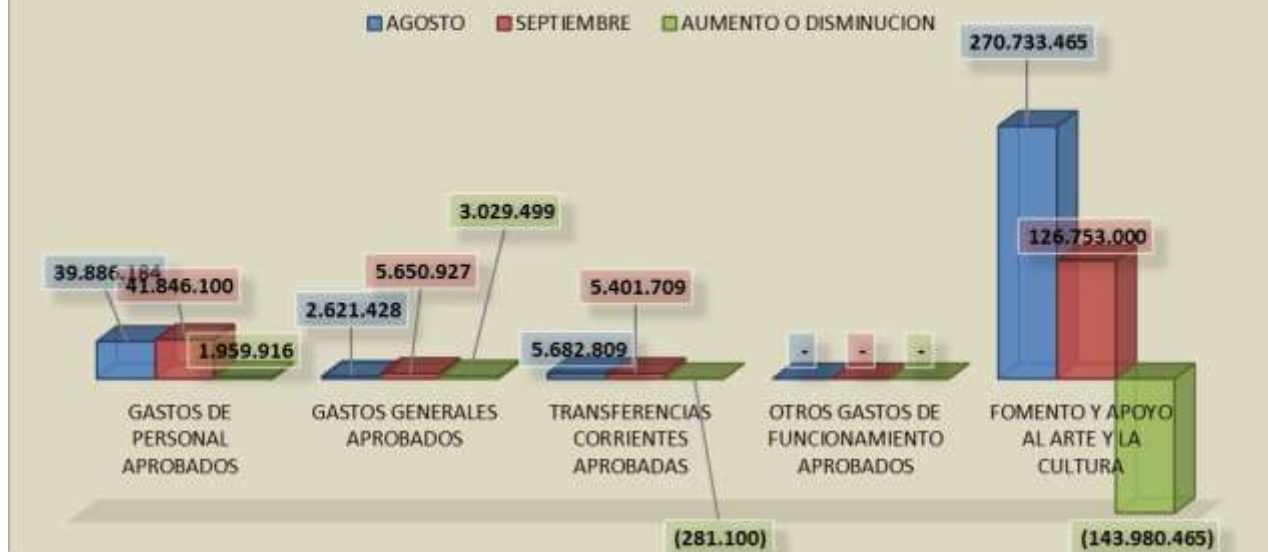 AGOSTO SEPTIEMBRE AUMENTO O DISMINUCION
270.733.465
3.029.499
126.753.000
39.886.184
41.846.100
5.650.927
5.401.709
2.621.428
1.959.916
5.682.809
- - -
GASTOS DE
PERSONAL
APROBADOS
GASTOS GENERALES
APROBADOS
TRANSFERENCIAS
CORRIENTES
APROBADAS
OTROS GASTOS DE
FUNCIONAMIENTO
APROBADOS
FOMENTO Y APOYO
AL ARTE Y LA
CULTURA
(281.100)
(143.980.465)